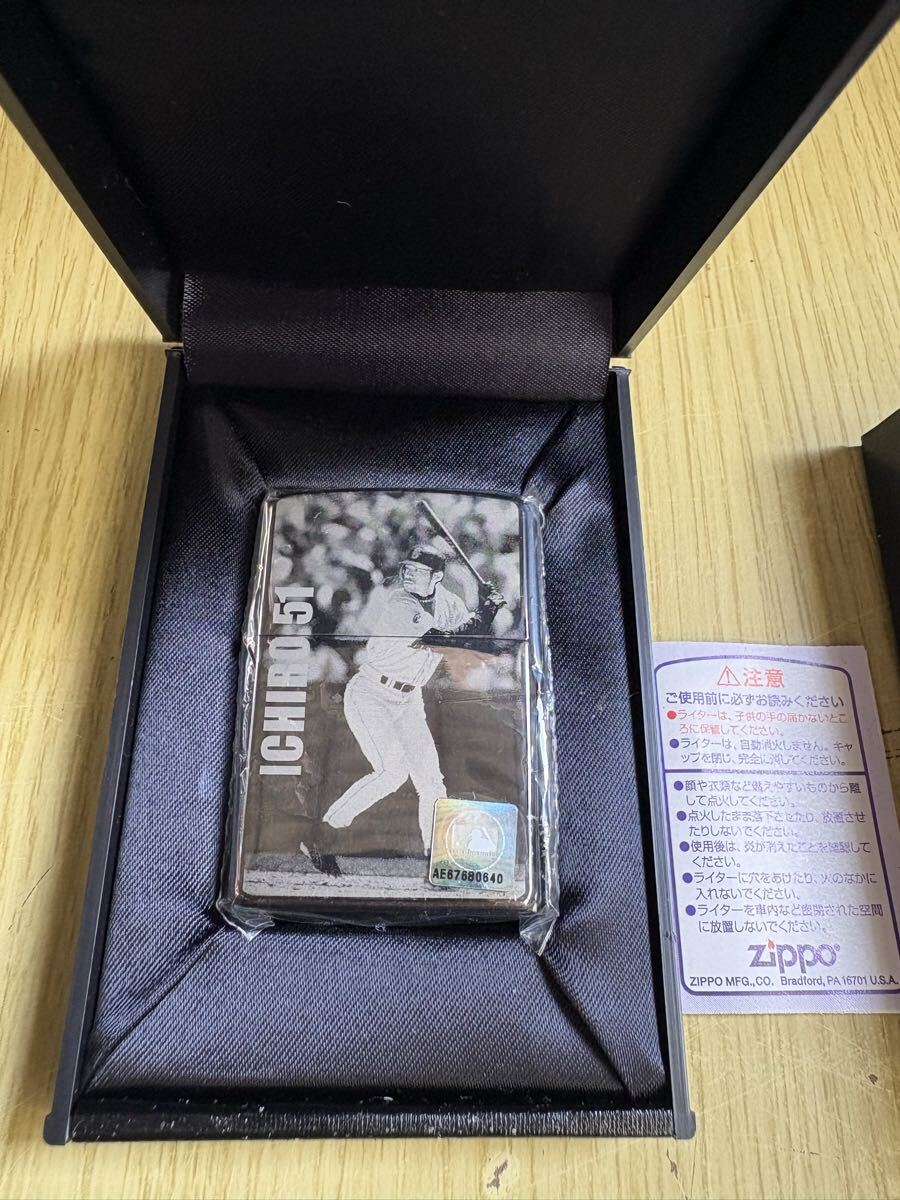 ICHIRO 51
AE67680640
⚠注意
ご使用前に必ずお読みください
●ライターは、子供の手の届かないとこ
ろに保管してください。
●ライターは、自動消火しません。キャ
ップを閉じ、完全に消してください。
●顔や衣類など燃えやすいものから離
して点火してください。
●点火したまま落下させたり、放置させ
たりしないでください。
●使用後は、炎が消えたことを確認して
ください。
●ライターに穴をあけたり、火のなかに
入れないでください。
●ライターを車内など密閉された空間
に放置しないでください。
zippo
ZIPPO MFG.,CO. Bradford, PA 16701 U.S.A.